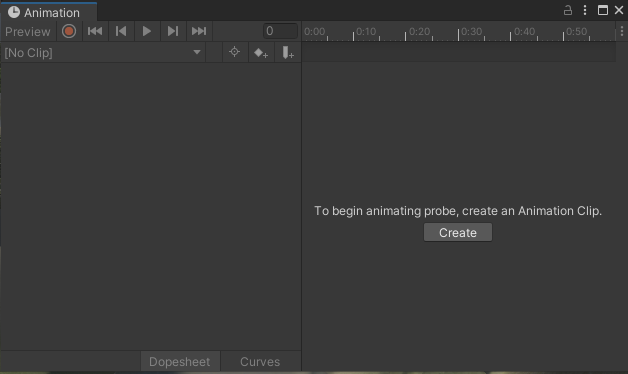 Animation
Preview
0
0:00 0:10 0:20 0:30 0:40 0:50
[No Clip]
To begin animating probe, create an Animation Clip.
Create
Dopesheet Curves